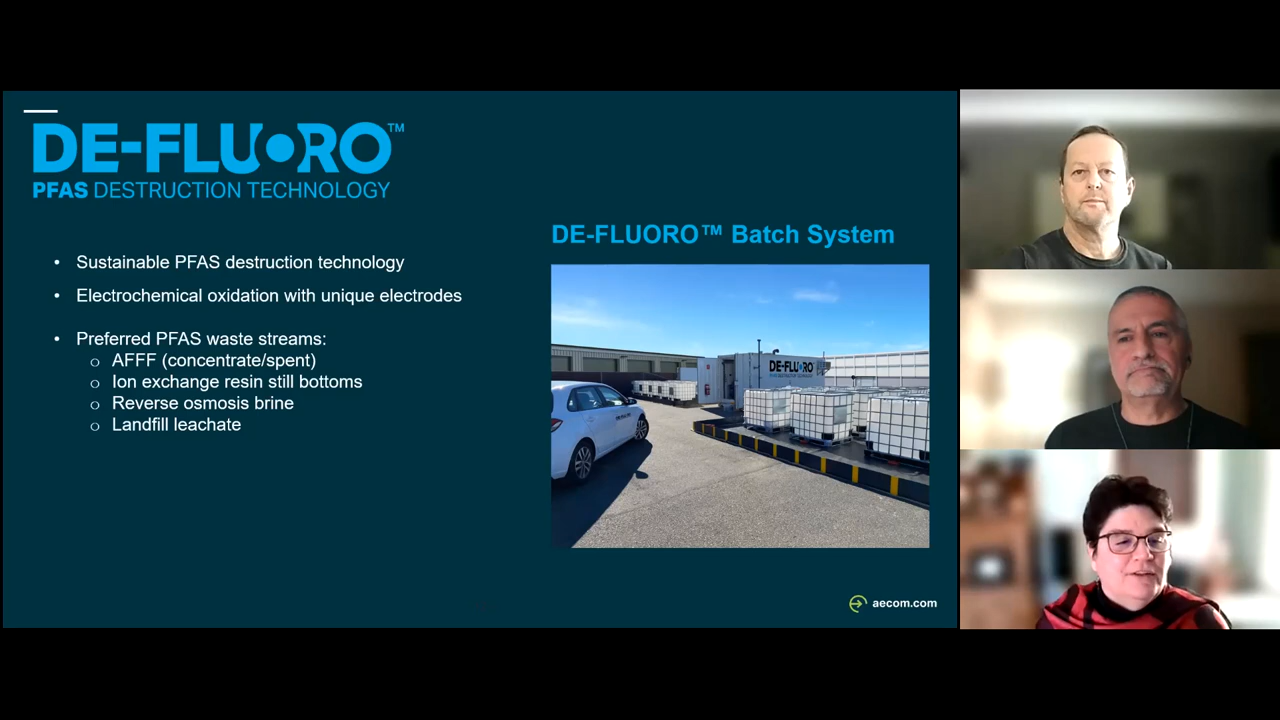 DE-FLUORO™
PFAS DESTRUCTION TECHNOLOGY
• Sustainable PFAS destruction technology
• Electrochemical oxidation with unique electrodes
• Preferred PFAS waste streams:
o AFFF (concentrate/spent)
o Ion exchange resin still bottoms
o Reverse osmosis brine
o Landfill leachate
DE-FLUORO™ Batch System
DE-FLUORO
aecom.com